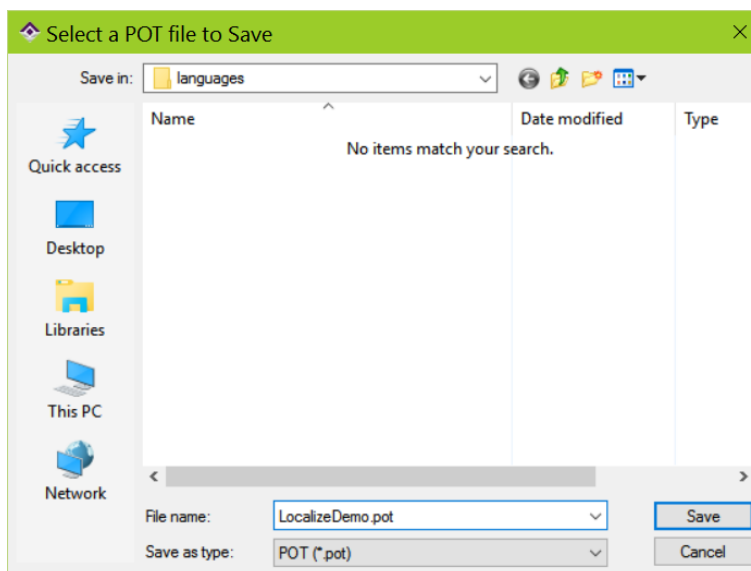 Select a POT file to Save
Save in: languages
Name Date modified Type
No items match your search.
Quick access
Desktop
Libraries
This PC
Network
File name: LocalizeDemo.pot Save
Save as type: POT (*.pot) Cancel